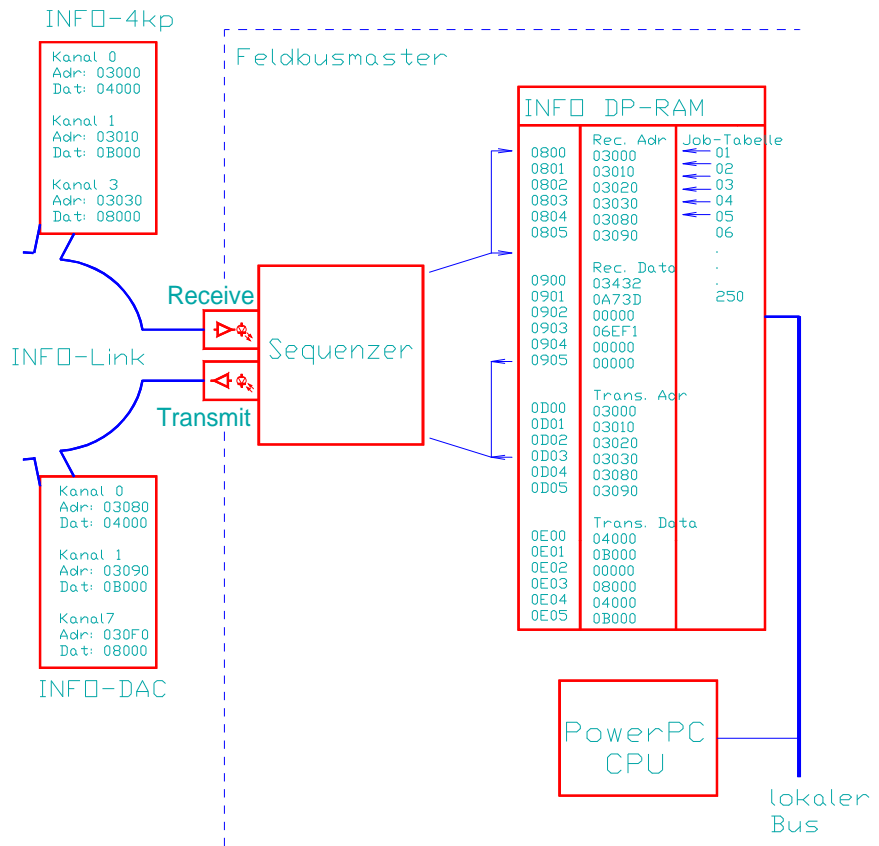 INFO-4kp
Kanal 0
Adr: 03000
Dat: 04000
Kanal 1
Adr: 03010
Dat: 0B000
Kanal 3
Adr: 03030
Dat: 08000
Feldbusmaster
Receive
INFO-Link
Transmit
Sequenzer
Kanal 0
Adr: 03080
Dat: 04000
Kanal 1
Adr: 03090
Dat: 0B000
Kanal7
Adr: 030F0
Dat: 08000
INFO-DAC
INFO DP-RAM
Rec. Adr Job-Tabelle
0800 03000 01
0801 03010 02
0802 03020 03
0803 03030 04
0804 03080 05
0805 03090 06
.
Rec. Data .
0900 03432 .
0901 0A73D 250
0902 00000
0903 06EF1
0904 00000
0905 00000
Trans. Adr
0D00 03000
0D01 03010
0D02 03020
0D03 03030
0D04 03080
0D05 03090
Trans. Data
0E00 04000
0E01 0B000
0E02 00000
0E03 08000
0E04 04000
0E05 0B000
PowerPC
CPU
lokaler
Bus